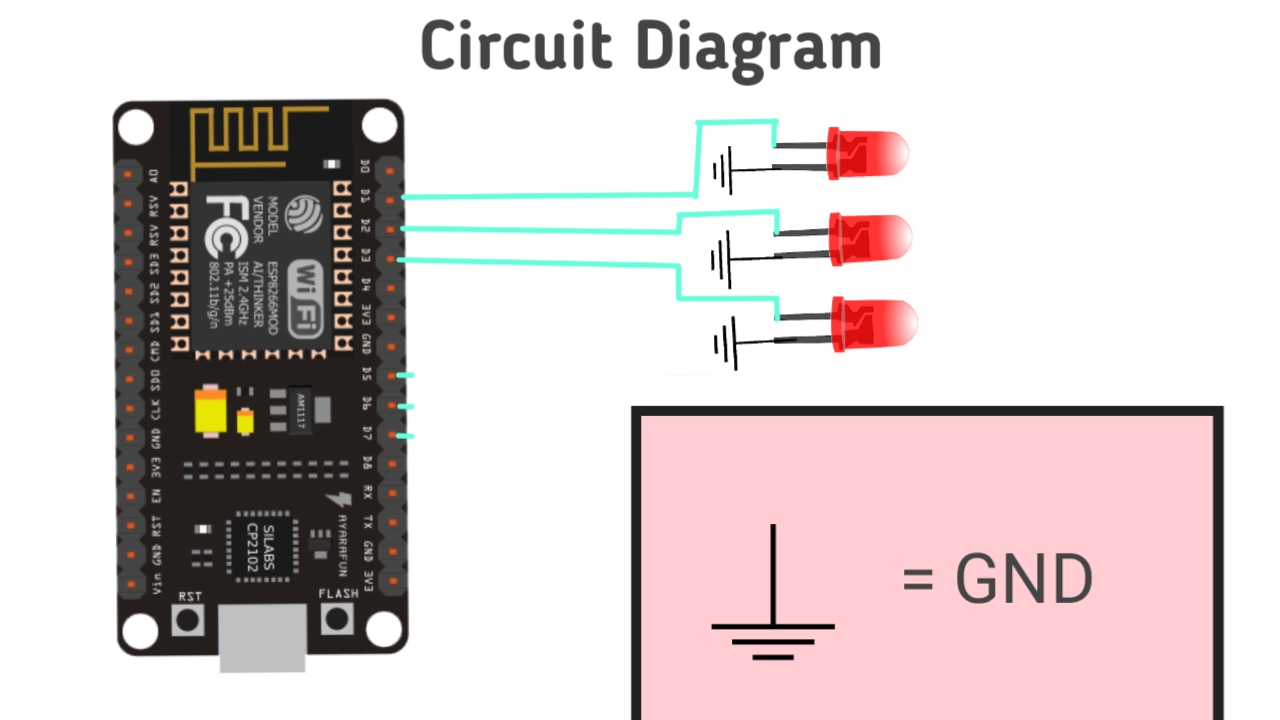 Circuit Diagram
A0
RSV
RSV
SD3
SD2
SD1
CMD
SD0
CLK
GND
3V3
EN
RST
GND
Vin
D0
D1
D2
D3
D4
3V3
GND
D5
D6
D7
D8
RX
TX
GND
3V3
MODEL
VENDOR
FC
ESP8266MOD
AI/THINKER
ISM 2.4GHz
PA +25dBm
802.11b/g/n
Wi Fi
AM1117
SILABS
CP2102
AYARAFUN
RST
FLASH
= GND